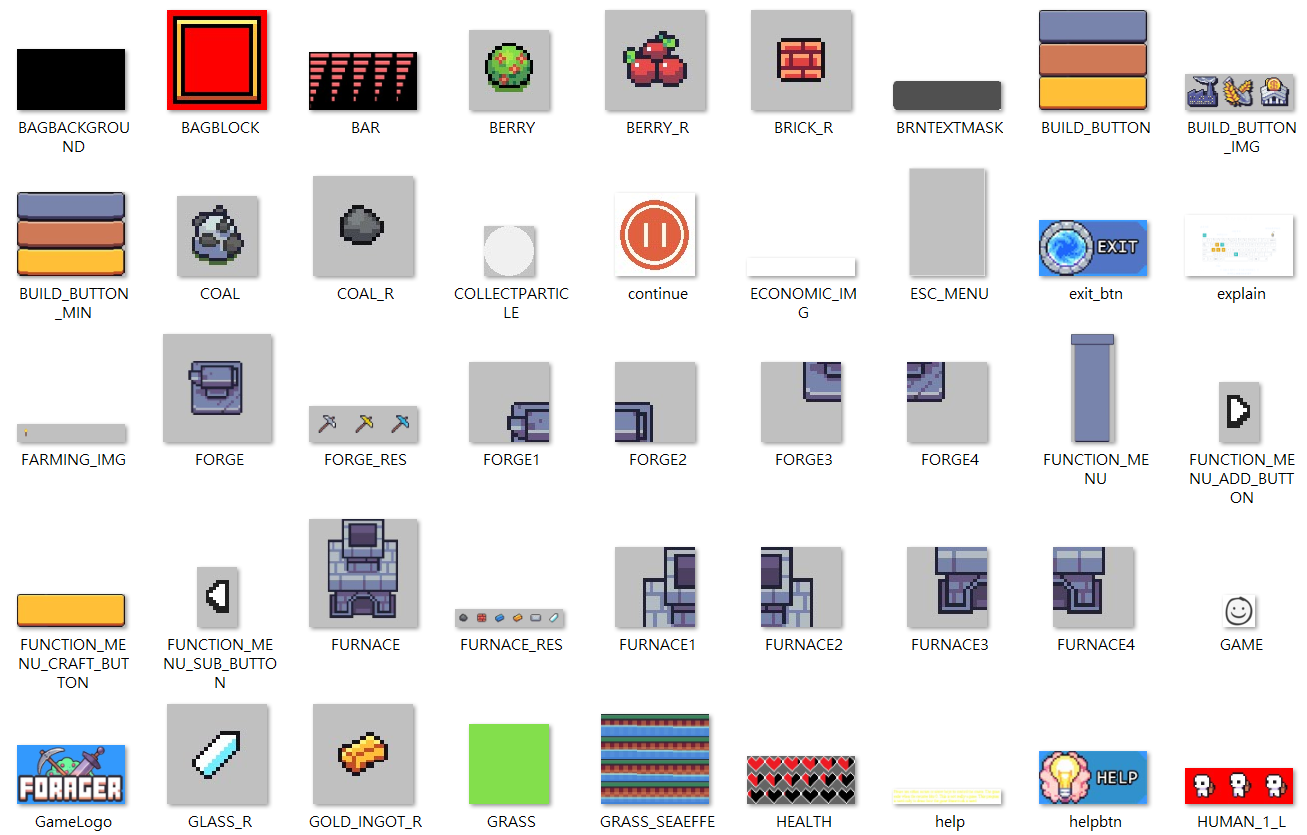 BAGBACKGROU
ND
BAGBLOCK
BAR
BERRY
BERRY_R
BRICK_R
BRNTEXTMASK
BUILD_BUTTON
BUILD_BUTTON
_IMG
BUILD_BUTTON
_MIN
COAL
COAL_R
COLLECTPARTIC
LE
continue
ECONOMIC_IM
G
ESC_MENU
EXIT
exit_btn
explain
FARMING_IMG
FORGE
FORGE_RES
FORGE1
FORGE2
FORGE3
FORGE4
FUNCTION_ME
NU
FUNCTION_ME
NU_ADD_BUTT
ON
FUNCTION_ME
NU_CRAFT_BUT
TON
FUNCTION_ME
NU_SUB_BUTTO
N
FURNACE
FURNACE_RES
FURNACE1
FURNACE2
FURNACE3
FURNACE4
GAME
FORAGER
GameLogo
GLASS_R
GOLD_INGOT_R
GRASS
GRASS_SEAEFFE
HEALTH
help
HELP
helpbtn
HUMAN_1_L